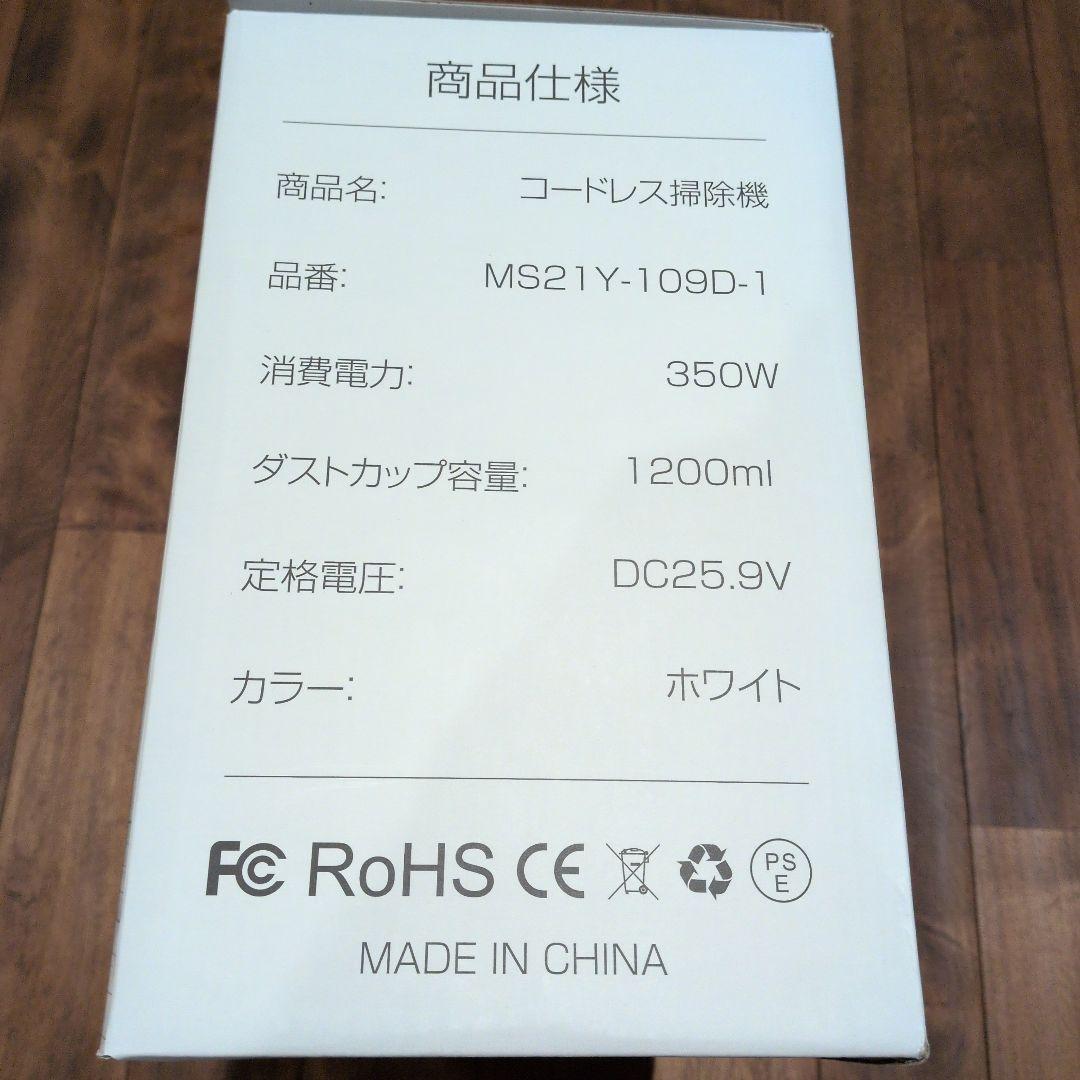 商品仕様
商品名: コードレス掃除機
品番: MS21Y-109D-1
消費電力: 350W
ダストカップ容量: 1200ml
定格電圧: DC25.9V
カラー: ホワイト
FC RoHS CE PSE
MADE IN CHINA